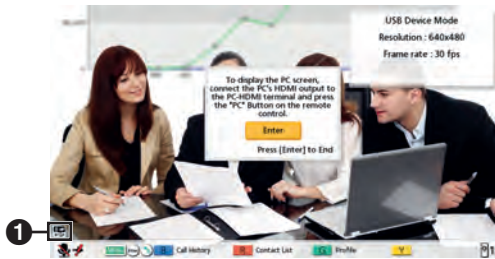 USB Device Mode
Resolution : 640x480
Frame rate : 30 fps
To display the PC screen,
connect the PC's HDMI output to
the PC-HDMI terminal and press
the "PC" Button on the remote
control.
Enter
Press [Enter] to End
1
B Call History R Contact List G Profile Y 1